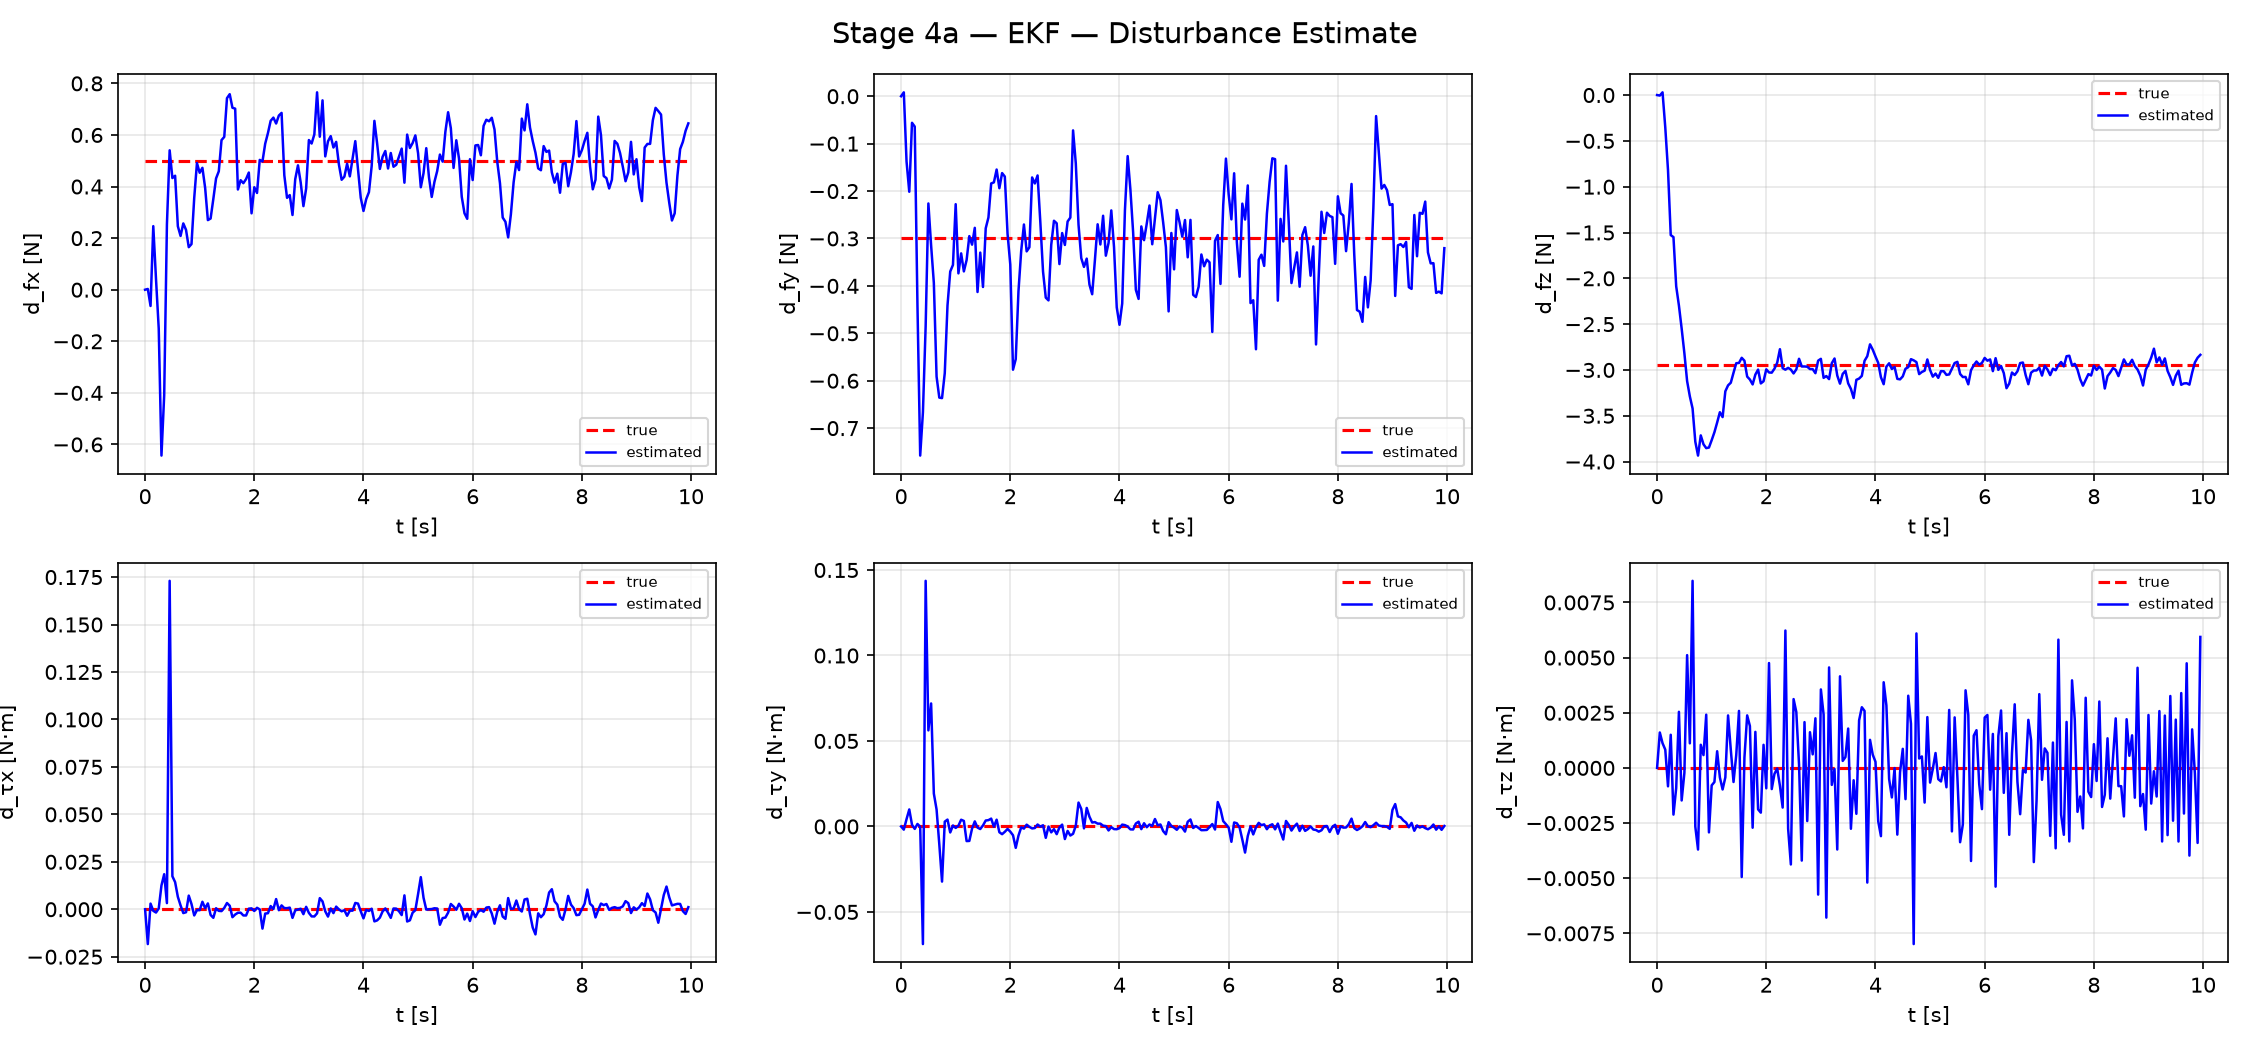 Stage 4a — EKF — Disturbance Estimate
0.8
0.6
0.4
0.2
0.0
−0.2
−0.4
−0.6
d_fx [N]
true
estimated
0 2 4 6 8 10
t [s]
0.0
−0.1
−0.2
−0.3
−0.4
−0.5
−0.6
−0.7
d_fy [N]
true
estimated
0 2 4 6 8 10
t [s]
0.0
−0.5
−1.0
−1.5
−2.0
−2.5
−3.0
−3.5
−4.0
d_fz [N]
true
estimated
0 2 4 6 8 10
t [s]
0.175
0.150
0.125
0.100
0.075
0.050
0.025
0.000
−0.025
d_τx [N·m]
true
estimated
0 2 4 6 8 10
t [s]
0.15
0.10
0.05
0.00
−0.05
d_τy [N·m]
true
estimated
0 2 4 6 8 10
t [s]
0.0075
0.0050
0.0025
0.0000
−0.0025
−0.0050
−0.0075
d_τz [N·m]
true
estimated
0 2 4 6 8 10
t [s]